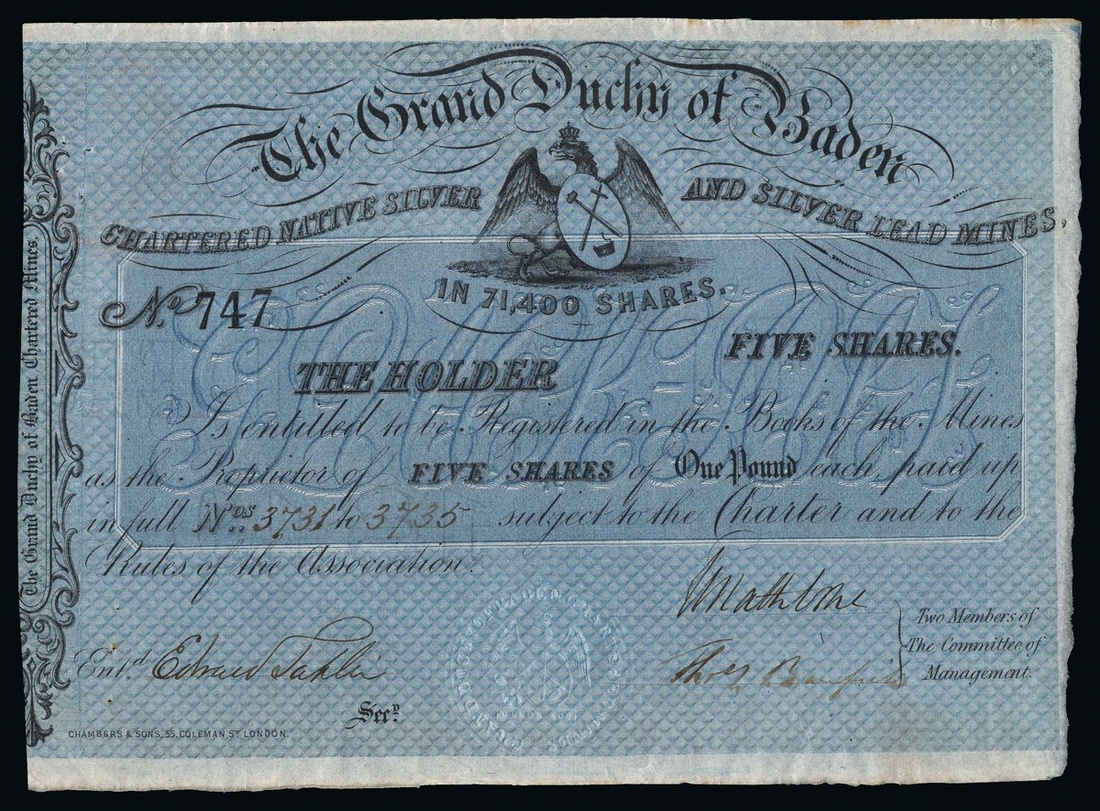 The Grand Duchy of Baden
CHARTERED NATIVE SILVER AND SILVER LEAD MINES.
IN 71,400 SHARES.
No. 747
FIVE SHARES.
THE HOLDER
Is entitled to be Registered in the Books of the Mines
as the Proprietor of FIVE SHARES of One Pound each, paid up
in full Nos. 3731 to 3735 subject to the Charter and to the
Rules of the Association.
Two Members of
The Committee of
Management.
Entd. Edward
Thos.
Secy.
CHAMBERS & SONS, 55, COLEMAN ST LONDON.
The Grand Duchy of Baden Chartered Mines.